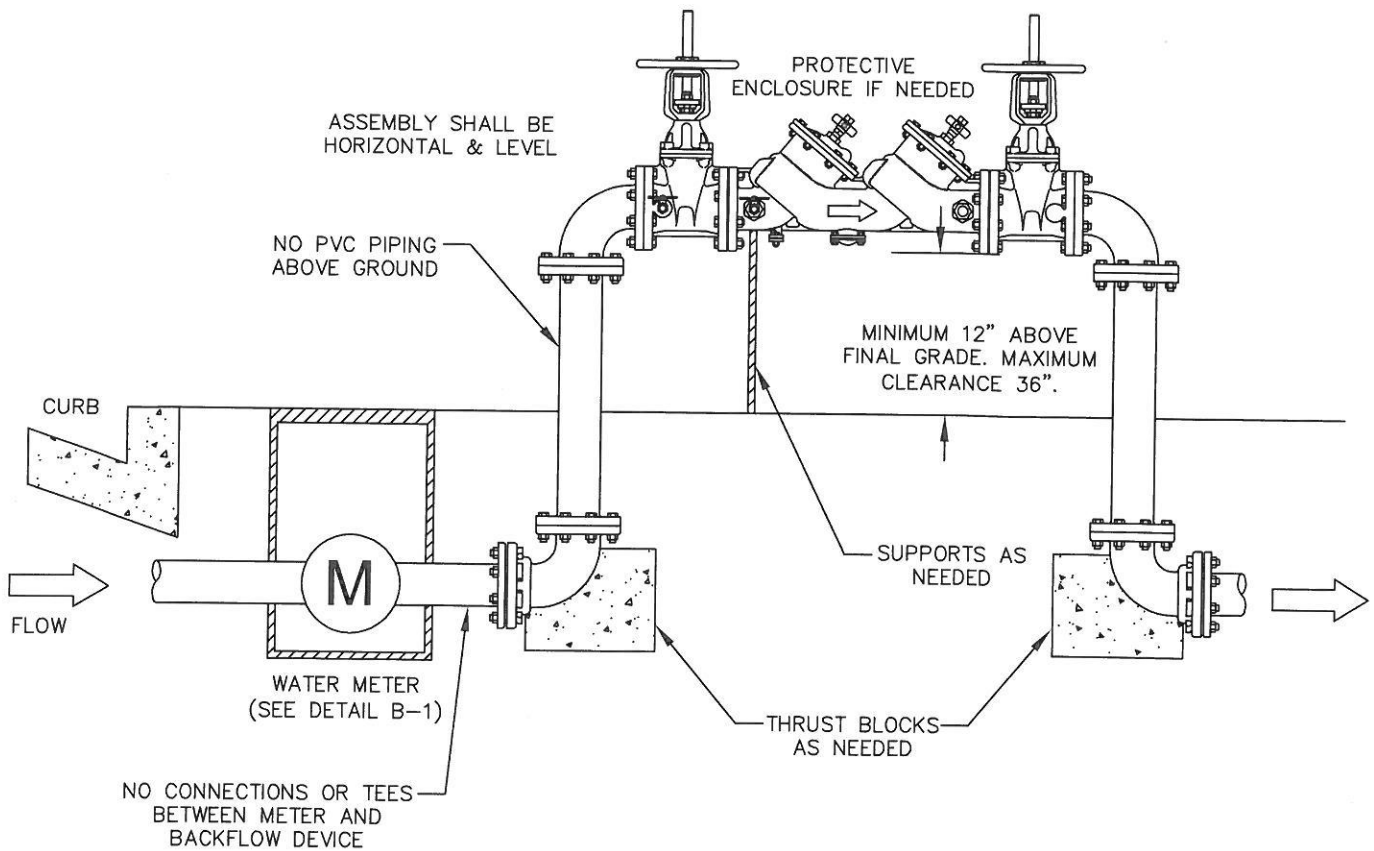 PROTECTIVE
ENCLOSURE IF NEEDED
ASSEMBLY SHALL BE
HORIZONTAL & LEVEL
NO PVC PIPING
ABOVE GROUND
MINIMUM 12" ABOVE
FINAL GRADE. MAXIMUM
CLEARANCE 36".
CURB
M
FLOW
SUPPORTS AS
NEEDED
WATER METER
(SEE DETAIL B-1)
THRUST BLOCKS
AS NEEDED
NO CONNECTIONS OR TEES
BETWEEN METER AND
BACKFLOW DEVICE